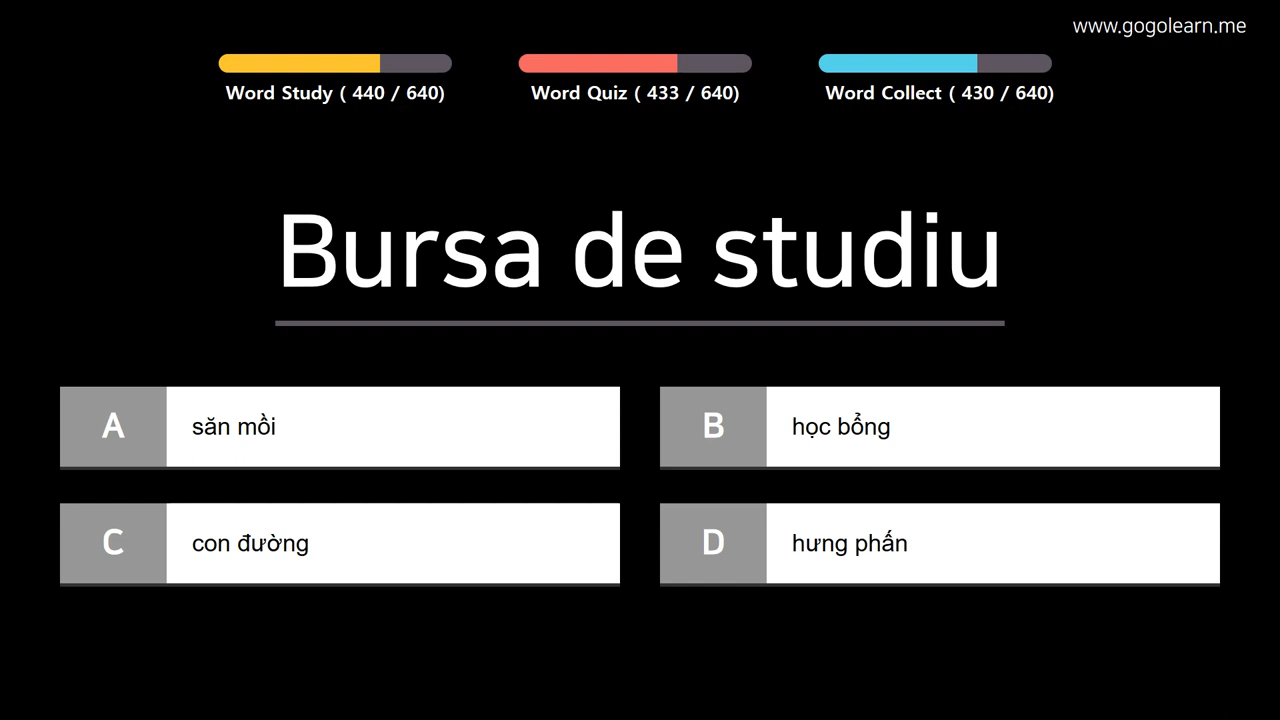 www.gogolearn.me
Word Study ( 440 / 640)
Word Quiz ( 433 / 640)
Word Collect ( 430 / 640)
Bursa de studiu
A săn mồi
B học bổng
C con đường
D hưng phấn